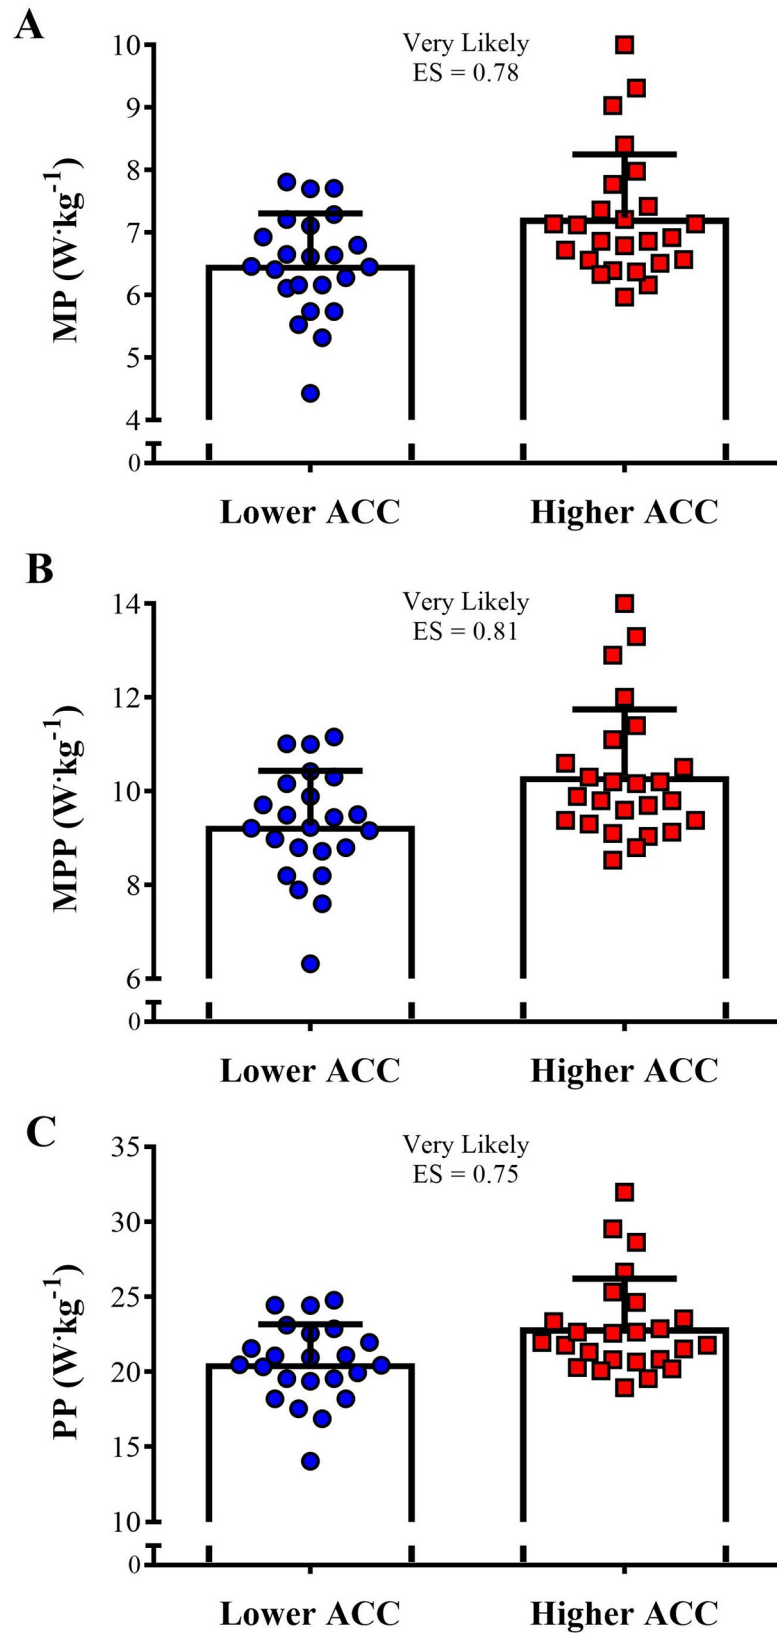 A
Very Likely
ES = 0.78
MP (W·kg⁻¹)
10
9
8
7
6
5
4
0
Lower ACC
Higher ACC
B
Very Likely
ES = 0.81
MPP (W·kg⁻¹)
14
12
10
8
6
0
Lower ACC
Higher ACC
C
Very Likely
ES = 0.75
PP (W·kg⁻¹)
35
30
25
20
15
10
0
Lower ACC
Higher ACC